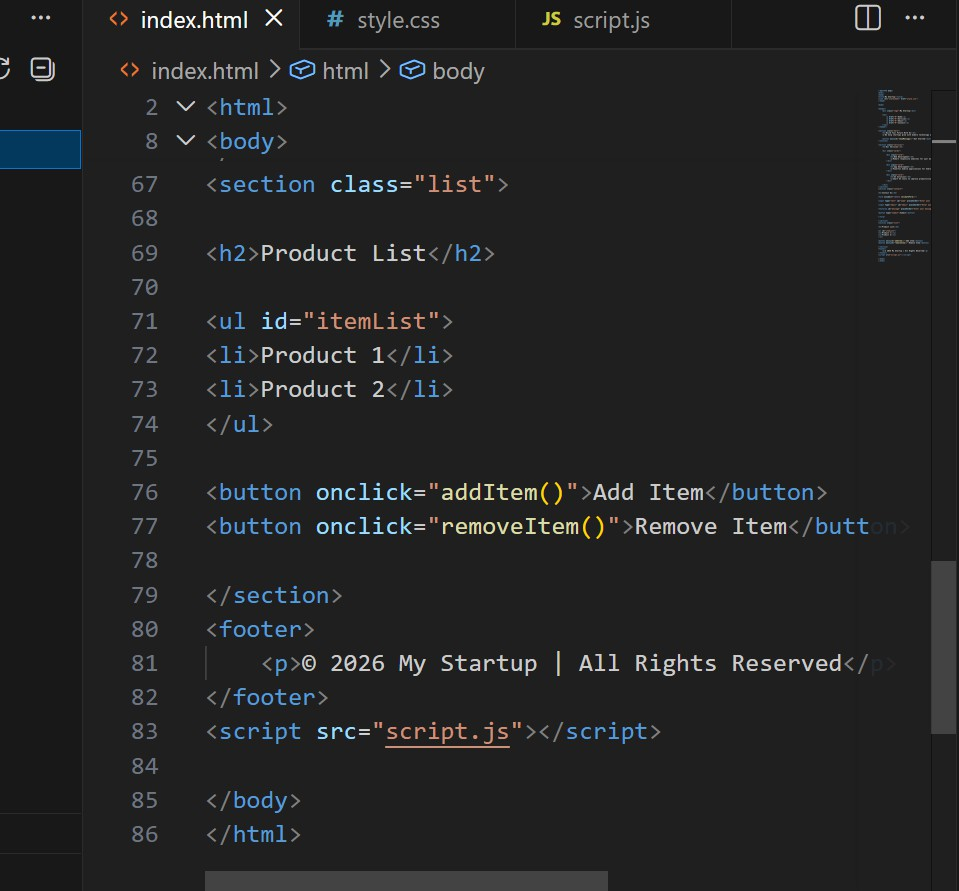 index.html
style.css
JS script.js
index.html > html > body
2 <html>
8 <body>
67 <section class="list">
68
69 <h2>Product List</h2>
70
71 <ul id="itemList">
72 <li>Product 1</li>
73 <li>Product 2</li>
74 </ul>
75
76 <button onclick="addItem()">Add Item</button>
77 <button onclick="removeItem()">Remove Item</button>
78
79 </section>
80 <footer>
81 <p>© 2026 My Startup | All Rights Reserved</p>
82 </footer>
83 <script src="script.js"></script>
84
85 </body>
86 </html>